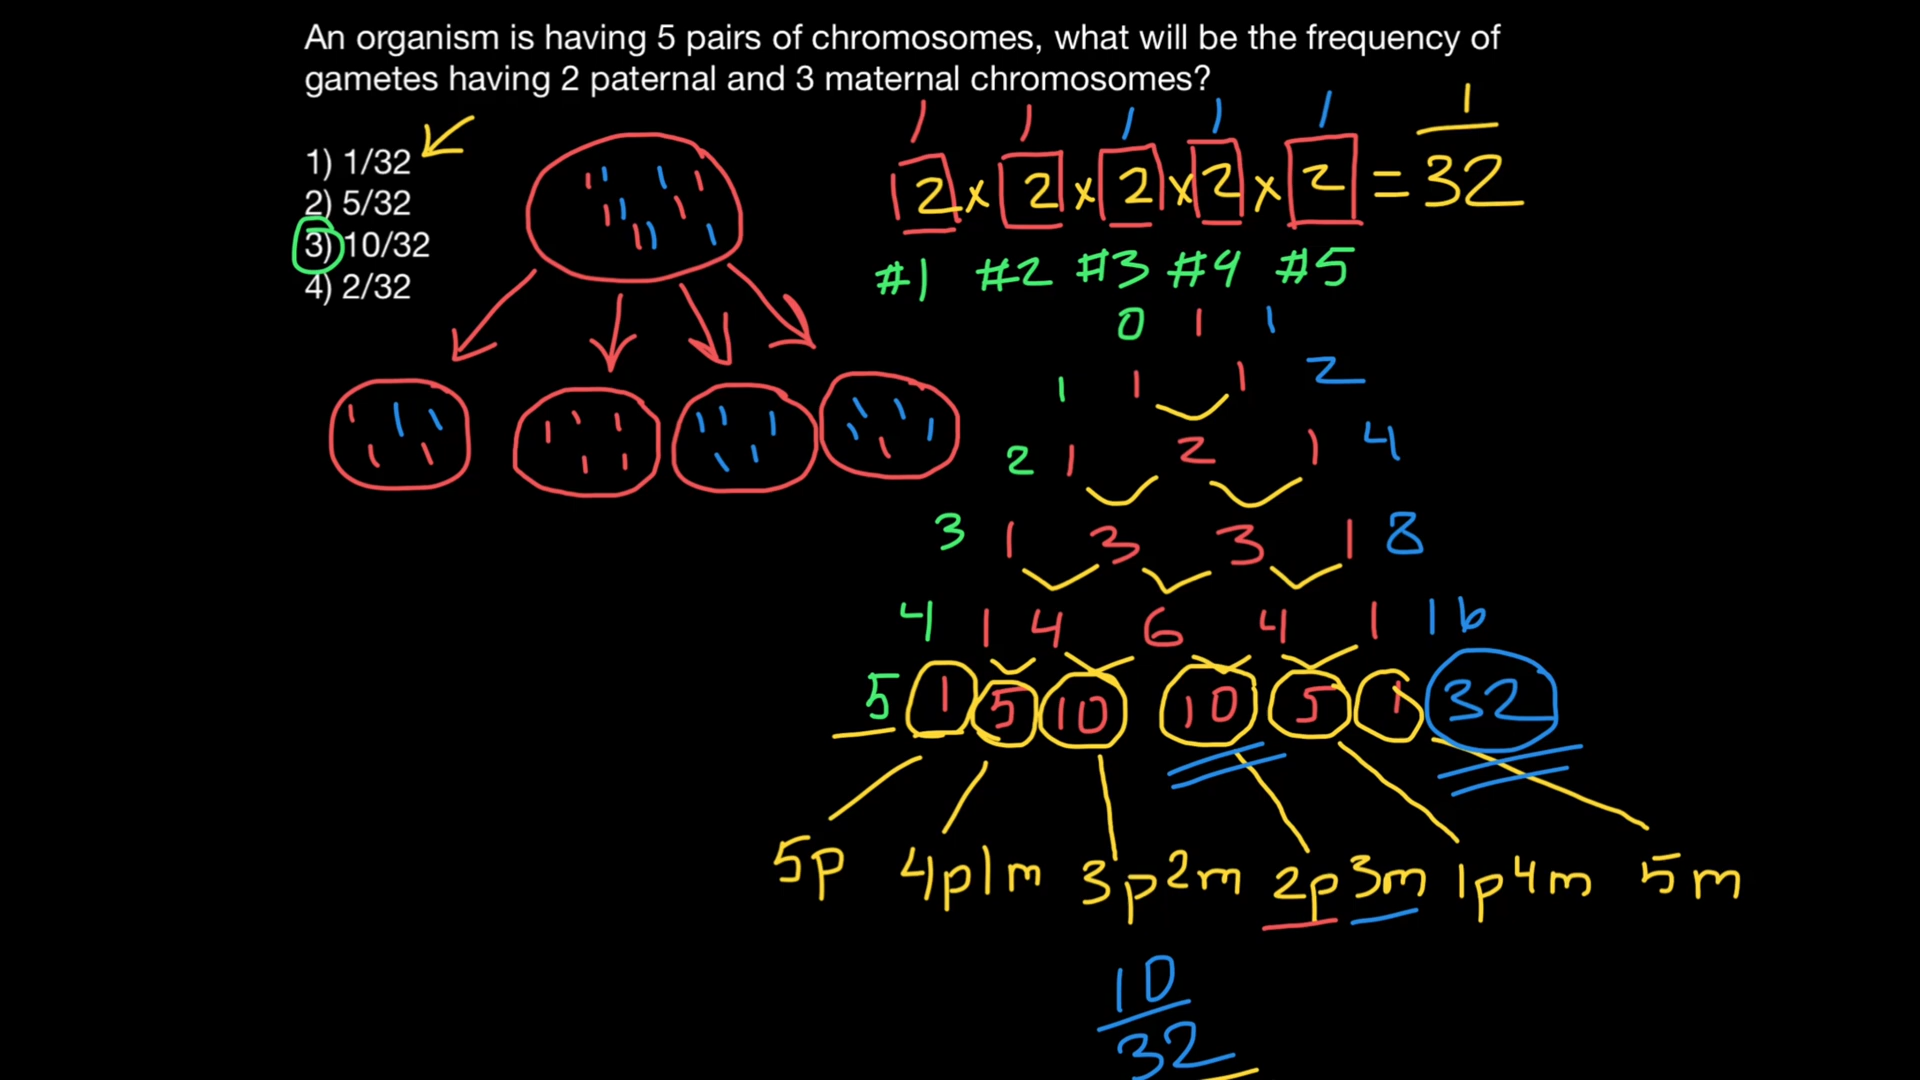 An organism is having 5 pairs of chromosomes, what will be the frequency of
gametes having 2 paternal and 3 maternal chromosomes?
1) 1/32
2) 5/32
3) 10/32
4) 2/32
1 1 1 1 1 1
2 x 2 x 2 x 2 x 2 = 32
#1 #2 #3 #4 #5
0 1 1
1 1 1 2
2 1 2 1 4
3 1 3 3 1 8
4 1 4 6 4 1 16
5 1 5 10 10 5 1 32
5p 4p1m 3p2m 2p3m 1p4m 5m
10
32